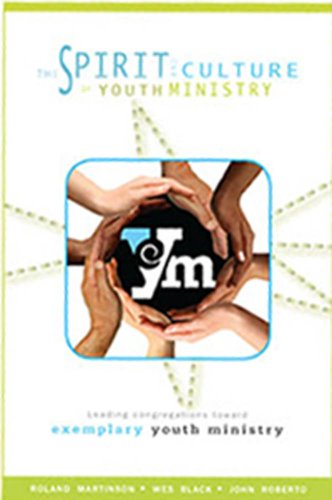 THE SPIRIT AND CULTURE
OF YOUTH MINISTRY
eym
Leading congregations toward
exemplary youth ministry
ROLAND MARTINSON • WES BLACK • JOHN ROBERTO